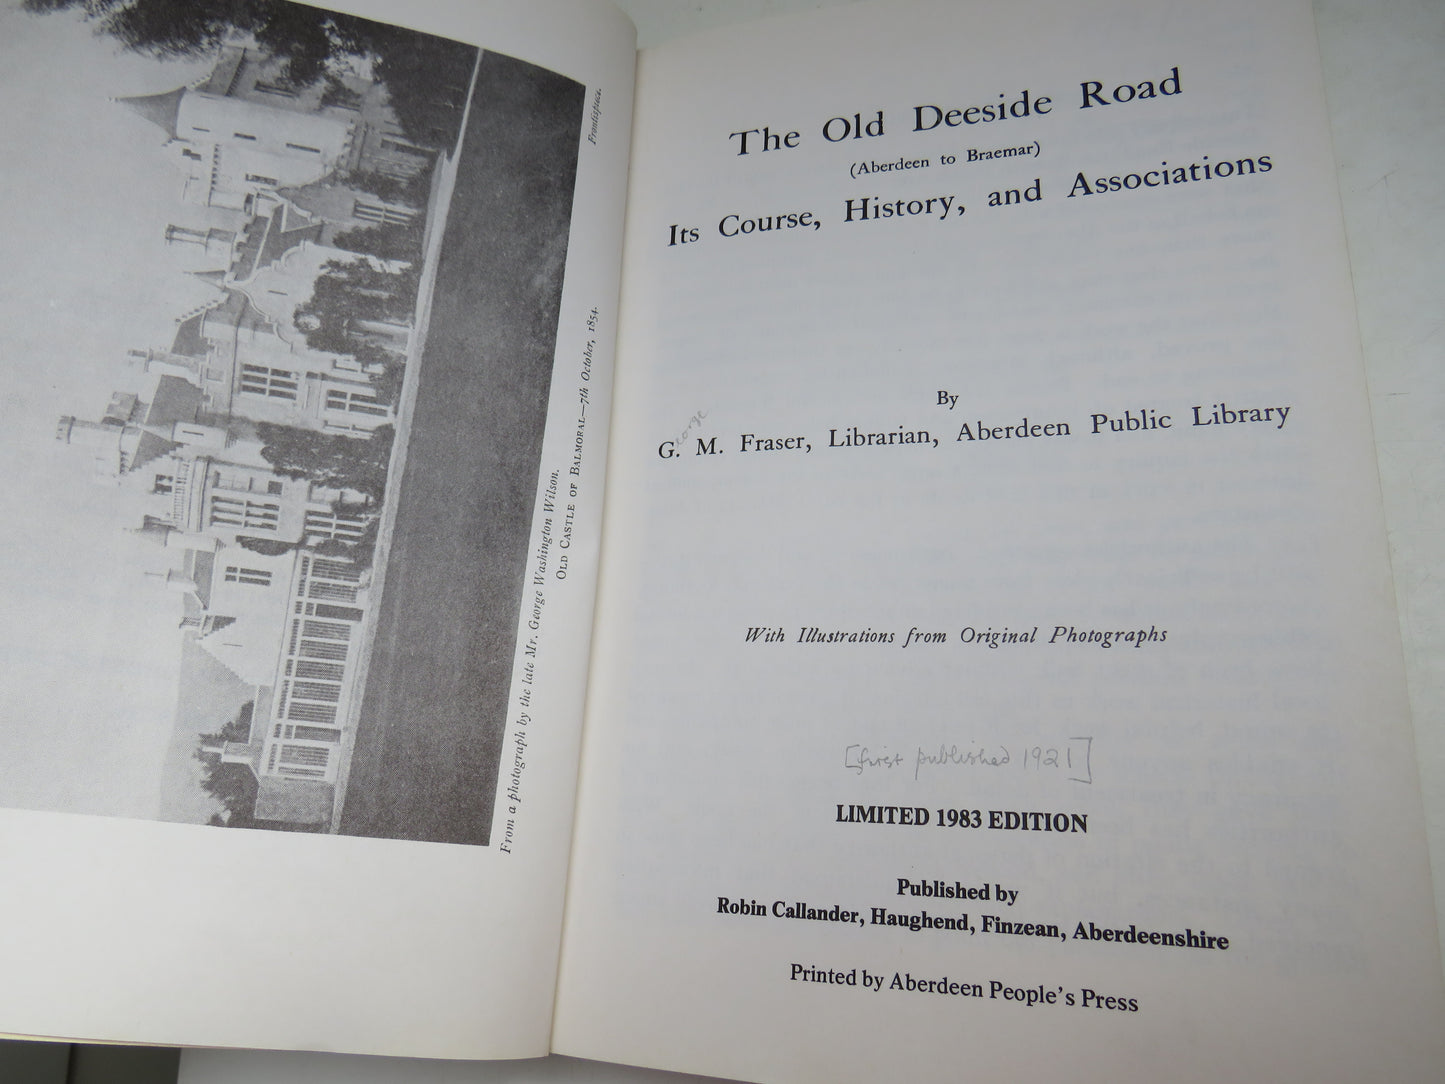 Frontispiece.
From a photograph by the late Mr. George Washington Wilson.
OLD CASTLE OF BALMORAL—7th October, 1854.
The Old Deeside Road
(Aberdeen to Braemar)
Its Course, History, and Associations
By
George
G. M. Fraser, Librarian, Aberdeen Public Library
With Illustrations from Original Photographs
[first published 1921]
LIMITED 1983 EDITION
Published by
Robin Callander, Haughend, Finzean, Aberdeenshire
Printed by Aberdeen People's Press